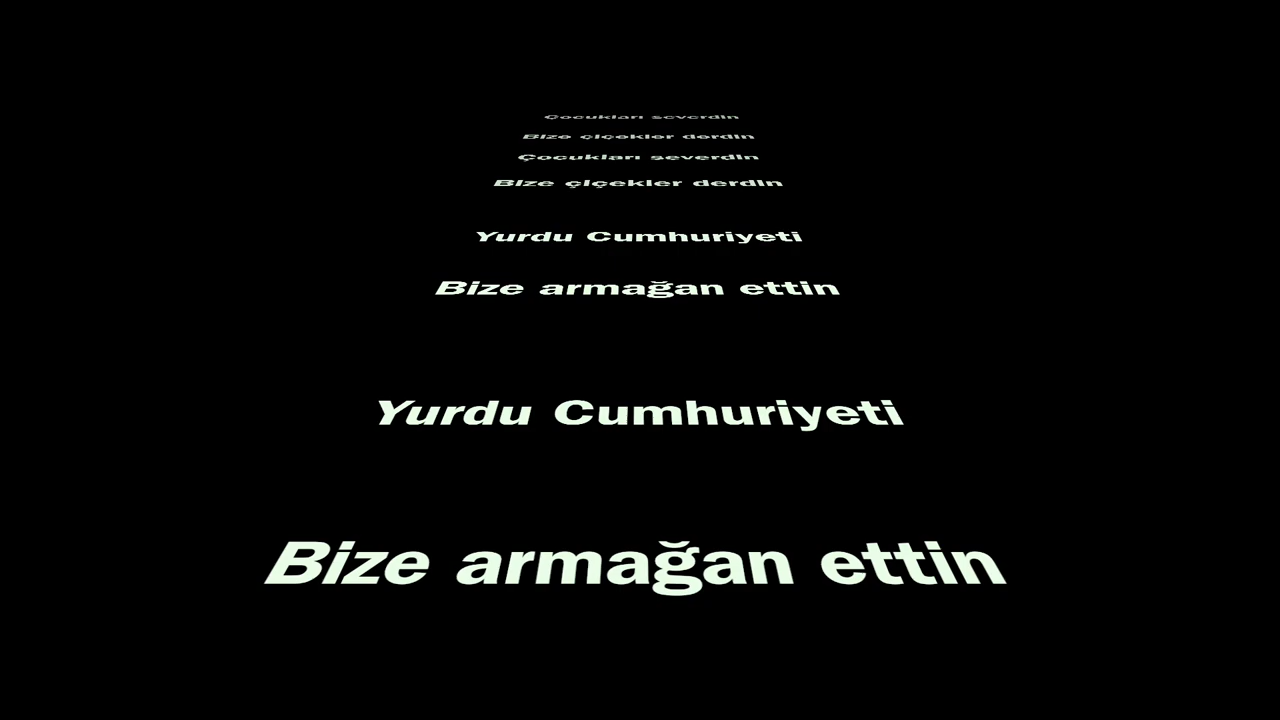 Çocukları severdin
Bize çiçekler derdin
Çocukları severdin
Bize çiçekler derdin
Yurdu Cumhuriyeti
Bize armağan ettin
Yurdu Cumhuriyeti
Bize armağan ettin